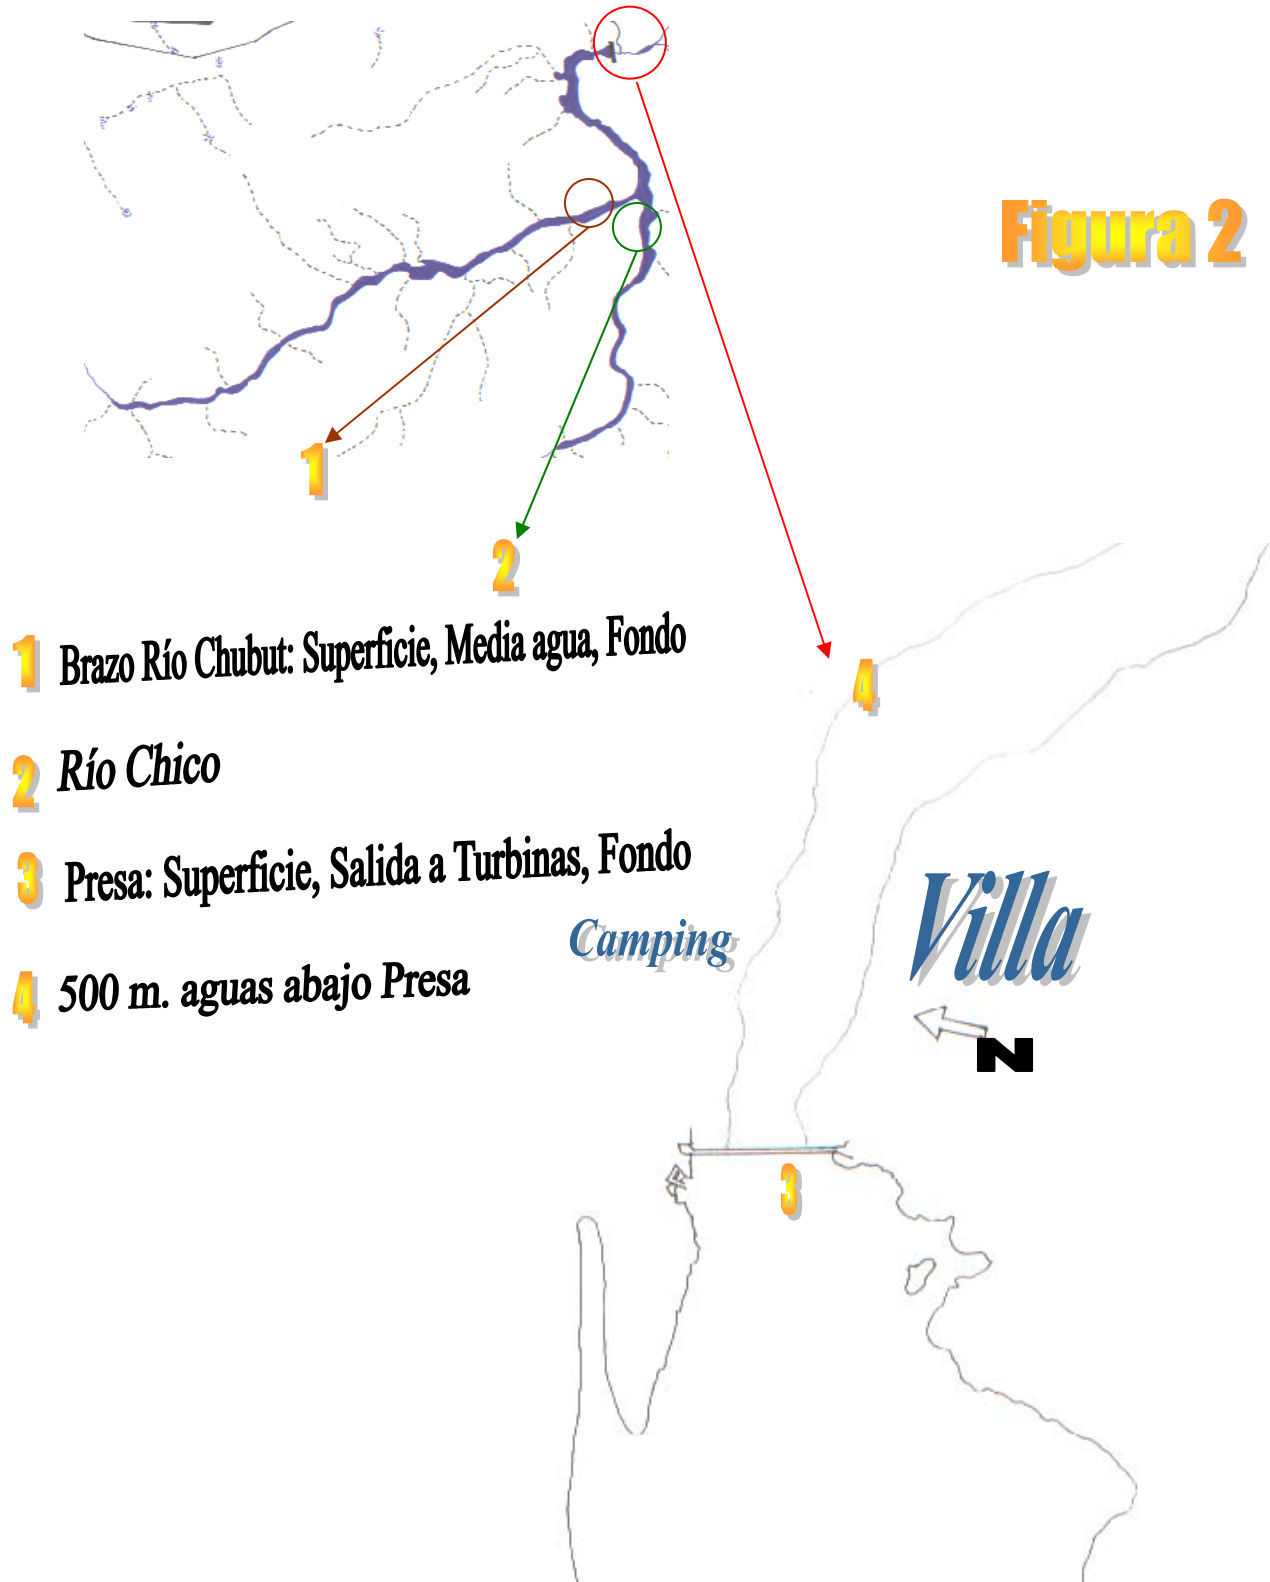 Figura 2
1
2
1 Brazo Río Chubut: Superficie, Media agua, Fondo
4
2 Río Chico
3 Presa: Superficie, Salida a Turbinas, Fondo
Villa
Camping
4 500 m. aguas abajo Presa
N
3